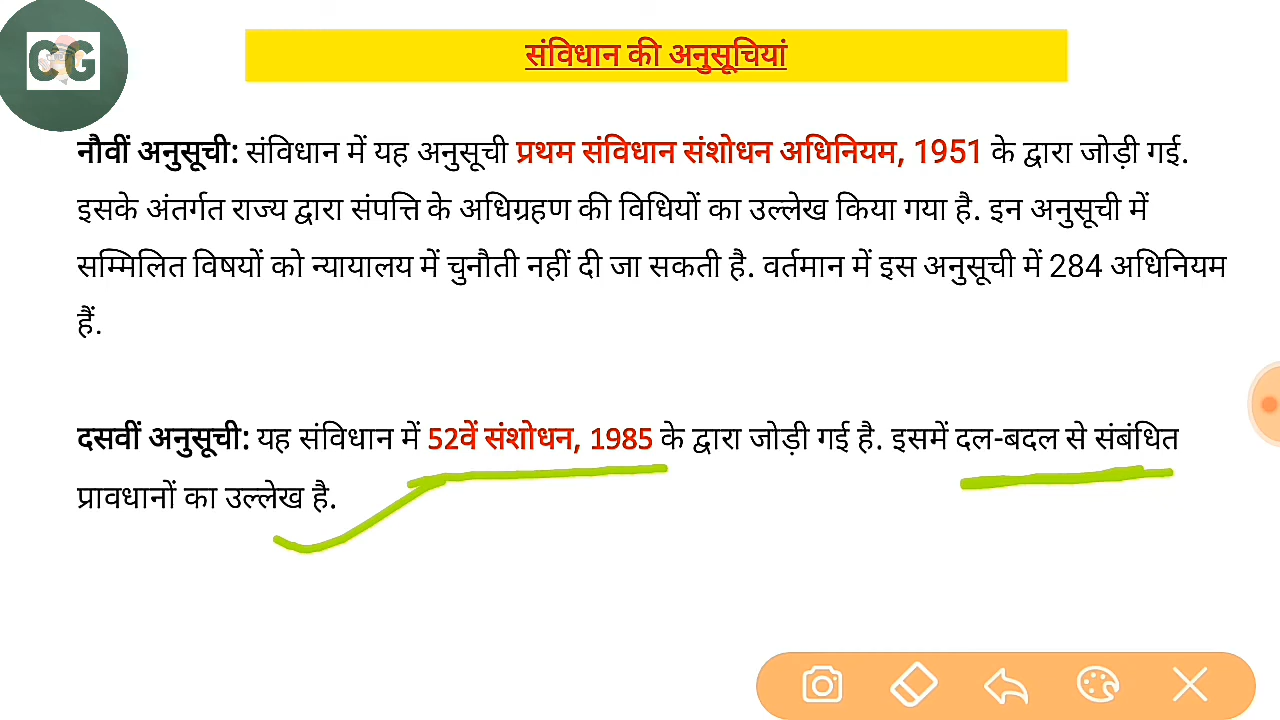 CG
संविधान की अनुसूचियां
नौवीं अनुसूची: संविधान में यह अनुसूची प्रथम संविधान संशोधन अधिनियम, 1951 के द्वारा जोड़ी गई.
इसके अंतर्गत राज्य द्वारा संपत्ति के अधिग्रहण की विधियों का उल्लेख किया गया है. इन अनुसूची में
सम्मिलित विषयों को न्यायालय में चुनौती नहीं दी जा सकती है. वर्तमान में इस अनुसूची में 284 अधिनियम
हैं.
दसवीं अनुसूची: यह संविधान में 52वें संशोधन, 1985 के द्वारा जोड़ी गई है. इसमें दल-बदल से संबंधित
प्रावधानों का उल्लेख है.